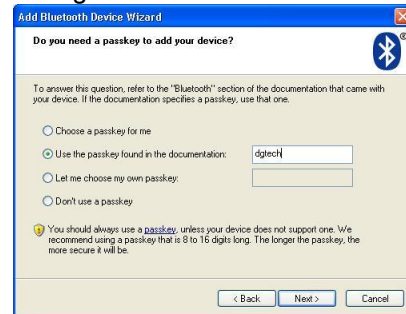 Add Bluetooth Device Wizard
Do you need a passkey to add your device?
To answer this question, refer to the "Bluetooth" section of the documentation that came with
your device. If the documentation specifies a passkey, use that one.
Choose a passkey for me
Use the passkey found in the documentation: dgtech
Let me choose my own passkey:
Don't use a passkey
You should always use a passkey, unless your device does not support one. We
recommend using a passkey that is 8 to 16 digits long. The longer the passkey, the
more secure it will be.
< Back Next > Cancel